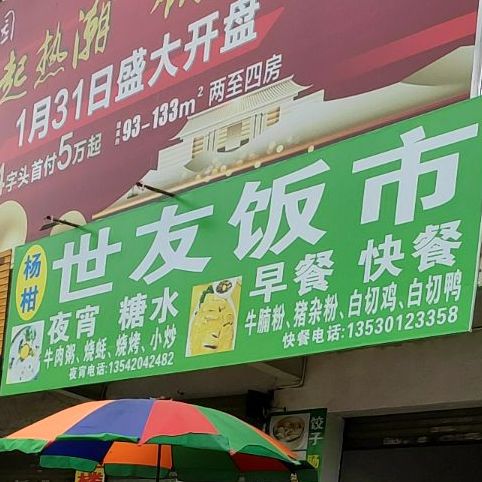 园
起热潮
1月31日盛大开盘
字头首付5万起 93-133m² 两至四房
杨柑 世友饭市
夜宵 糖水
牛肉粥、烧蚝、烧烤、小炒
夜宵电话:13542042482
早餐 快餐
牛腩粉、猪杂粉、白切鸡、白切鸭
快餐电话:13530123358
饺子